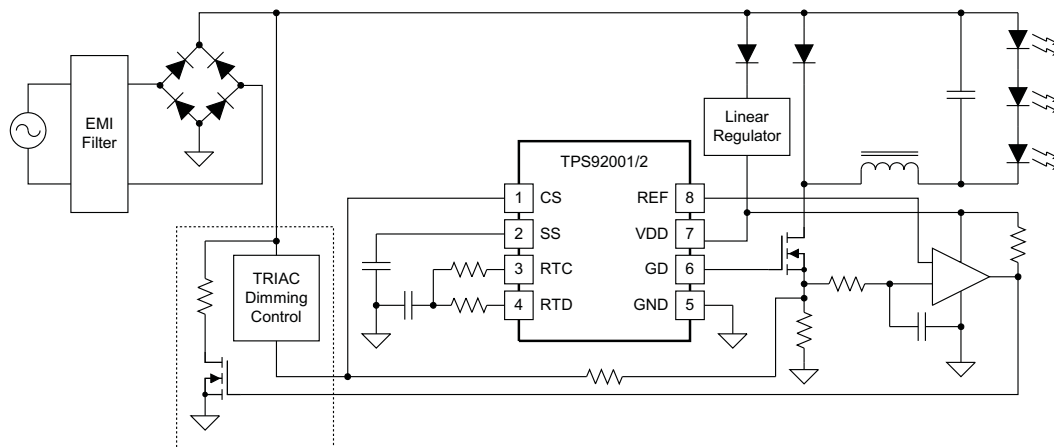 EMI
Filter
Linear
Regulator
TPS92001/2
1 CS REF 8
2 SS VDD 7
3 RTC GD 6
4 RTD GND 5
TRIAC
Dimming
Control